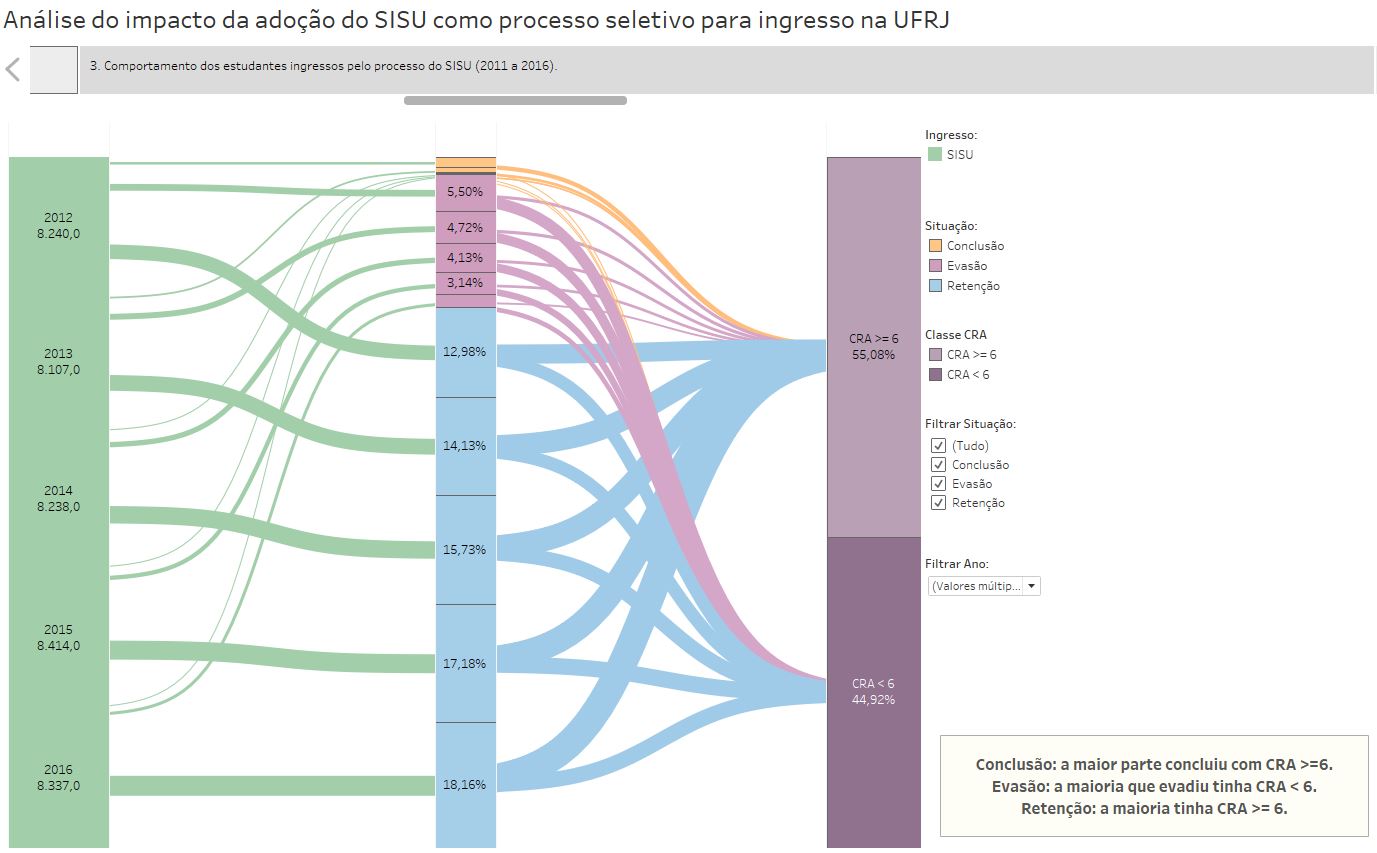 Análise do impacto da adoção do SISU como processo seletivo para ingresso na UFRJ
3. Comportamento dos estudantes ingressos pelo processo do SISU (2011 a 2016).
2012
8.240,0
2013
8.107,0
2014
8.238,0
2015
8.414,0
2016
8.337,0
5,50%
4,72%
4,13%
3,14%
12,98%
14,13%
15,73%
17,18%
18,16%
CRA >= 6
55,08%
CRA < 6
44,92%
Ingresso:
SISU
Situação:
Conclusão
Evasão
Retenção
Classe CRA
CRA >= 6
CRA < 6
Filtrar Situação:
(Tudo)
Conclusão
Evasão
Retenção
Filtrar Ano:
(Valores múltip...
Conclusão: a maior parte concluiu com CRA >=6.
Evasão: a maioria que evadiu tinha CRA < 6.
Retenção: a maioria tinha CRA >= 6.